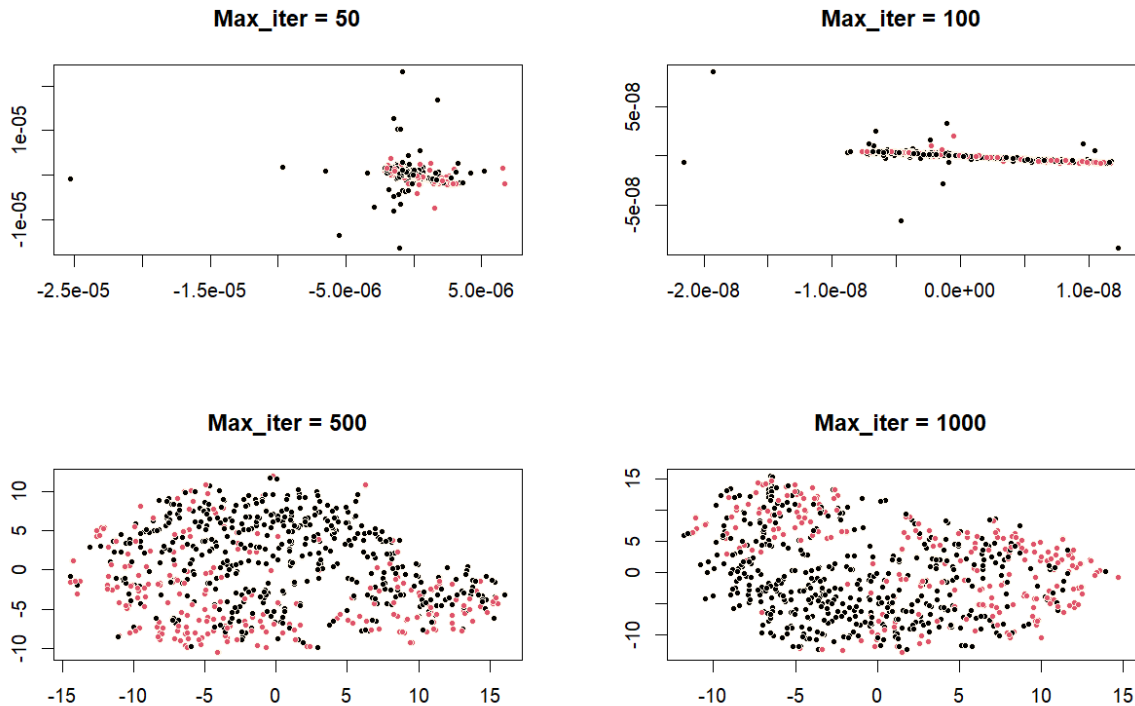 Max_iter = 50
1e-05
-1e-05
-2.5e-05 -1.5e-05 -5.0e-06 5.0e-06
Max_iter = 100
5e-08
-5e-08
-2.0e-08 -1.0e-08 0.0e+00 1.0e-08
Max_iter = 500
10
5
0
-5
-10
-15 -10 -5 0 5 10 15
Max_iter = 1000
15
5
0
-10
-10 -5 0 5 10 15